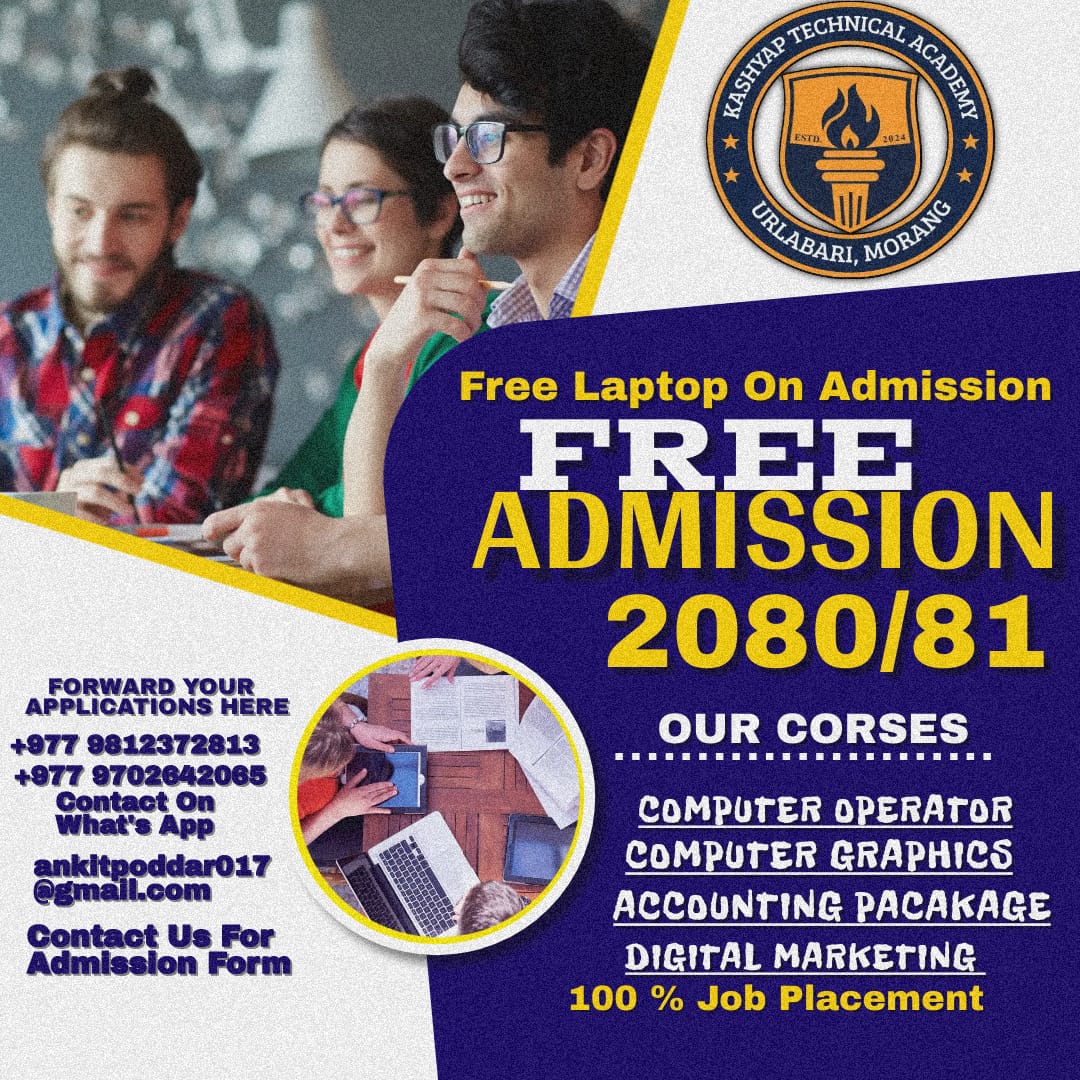 KASHYAP TECHNICAL ACADEMY
ESTD. 2024
URLABARI, MORANG
Free Laptop On Admission
FREE
ADMISSION
2080/81
OUR CORSES
COMPUTER OPERATOR
COMPUTER GRAPHICS
ACCOUNTING PACAKAGE
DIGITAL MARKETING
100 % Job Placement
FORWARD YOUR
APPLICATIONS HERE
+977 9812372813
+977 9702642065
Contact On
What's App
ankitpoddar017
@gmail.com
Contact Us For
Admission Form